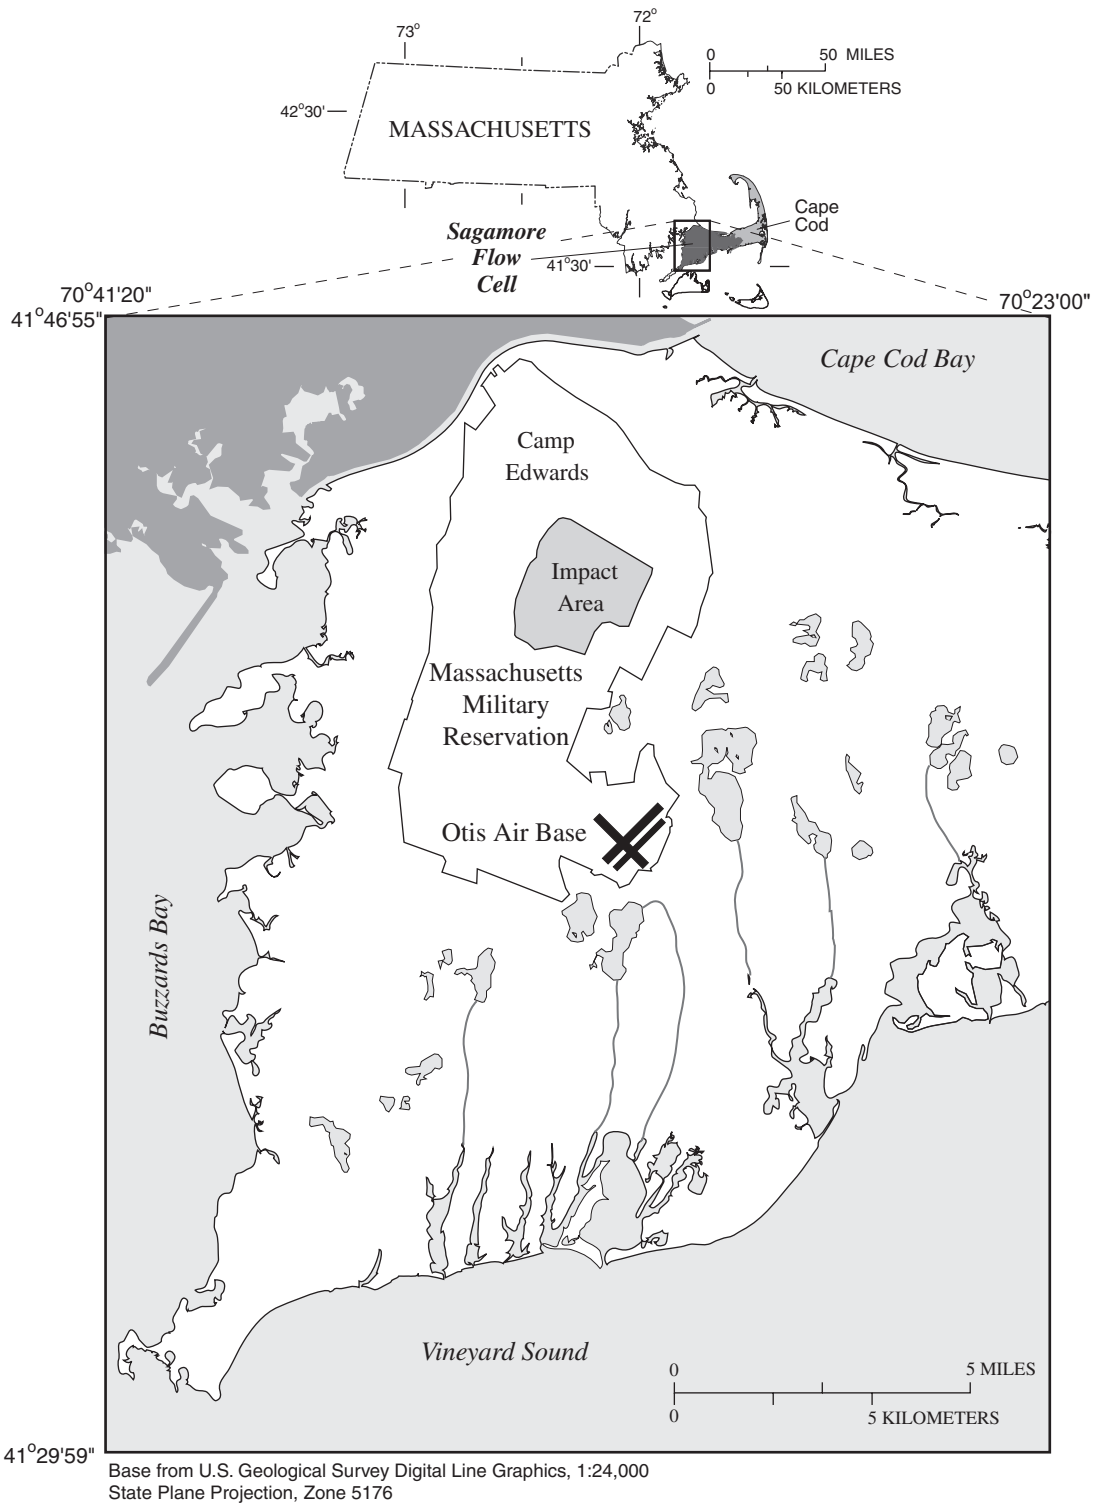 73°
72°
0 50 MILES
0 50 KILOMETERS
42°30'
MASSACHUSETTS
Cape
Cod
Sagamore
Flow
Cell
41°30'
70°41'20"
70°23'00"
41°46'55"
Cape Cod Bay
Camp
Edwards
Impact
Area
Massachusetts
Military
Reservation
Otis Air Base
Buzzards Bay
Vineyard Sound
0 5 MILES
0 5 KILOMETERS
41°29'59"
Base from U.S. Geological Survey Digital Line Graphics, 1:24,000
State Plane Projection, Zone 5176